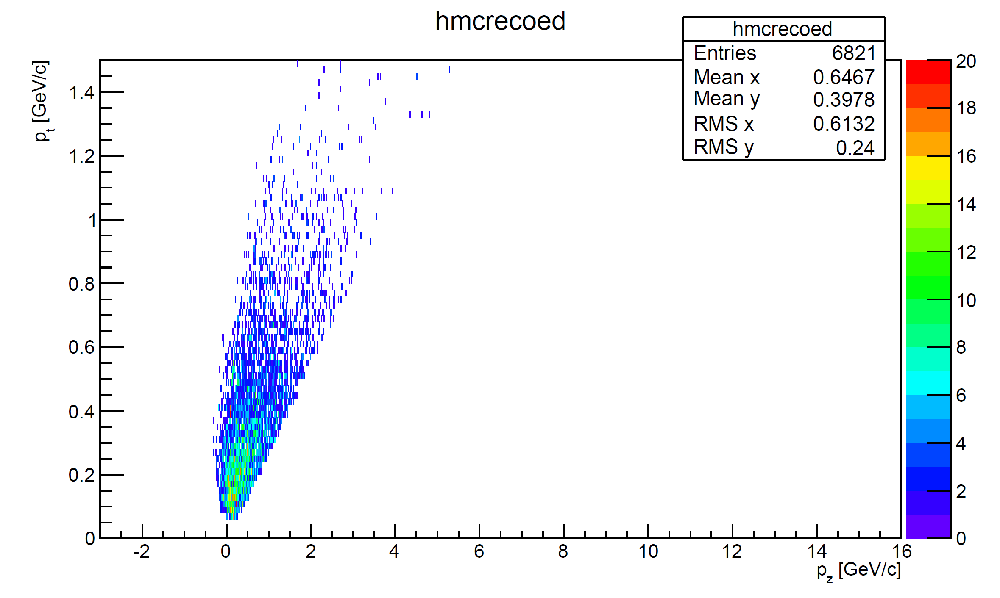 hmcrecoed
hmcrecoed
Entries 6821
Mean x 0.6467
Mean y 0.3978
RMS x 0.6132
RMS y 0.24
p_t [GeV/c]
1.4
1.2
1
0.8
0.6
0.4
0.2
0
-2 0 2 4 6 8 10 12 14 16
p_z [GeV/c]
20
18
16
14
12
10
8
6
4
2
0